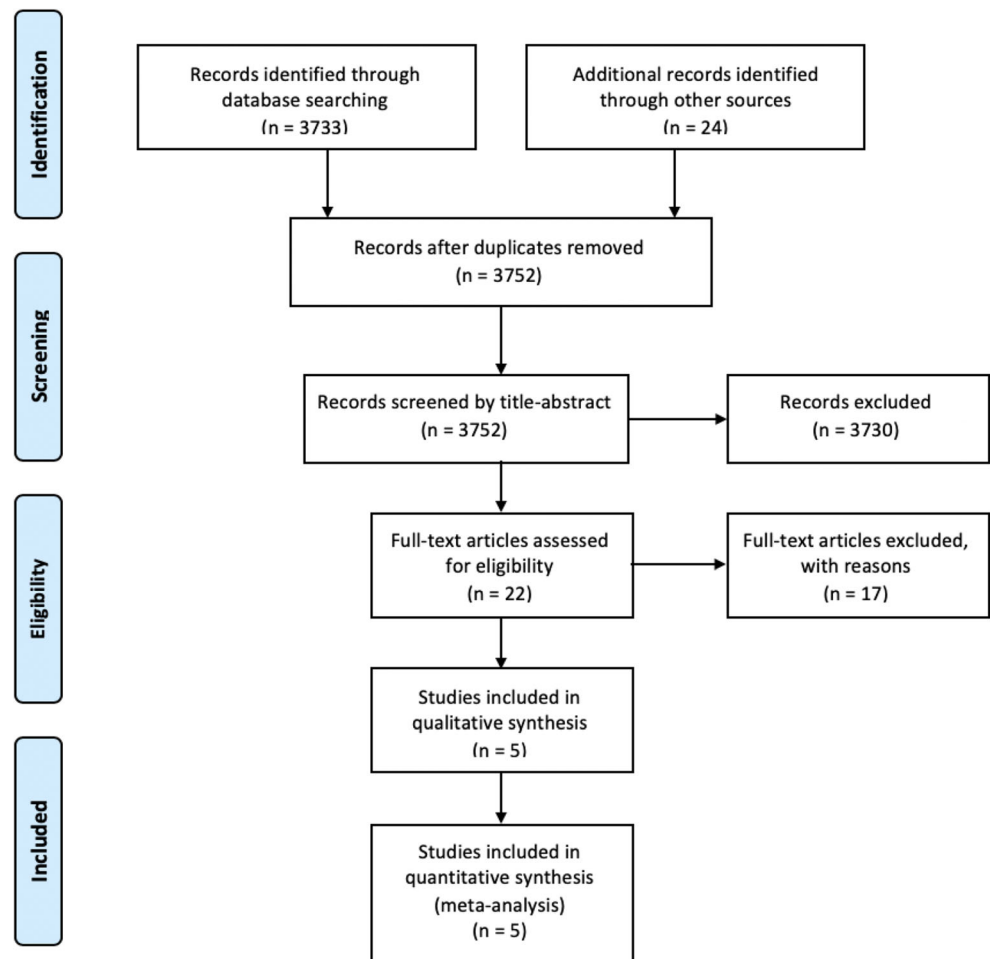 Identification
Records identified through
database searching
(n = 3733)
Additional records identified
through other sources
(n = 24)
Records after duplicates removed
(n = 3752)
Screening
Records screened by title-abstract
(n = 3752)
Records excluded
(n = 3730)
Eligibility
Full-text articles assessed
for eligibility
(n = 22)
Full-text articles excluded,
with reasons
(n = 17)
Studies included in
qualitative synthesis
(n = 5)
Included
Studies included in
quantitative synthesis
(meta-analysis)
(n = 5)